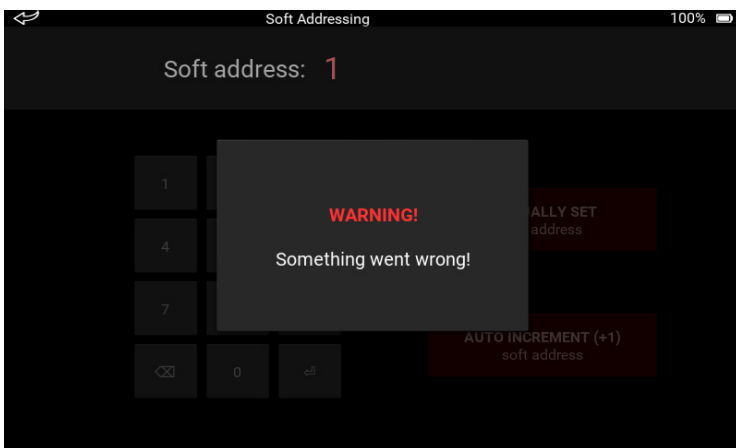 Soft Addressing
100%
Soft address: 1
1
WARNING!
ALLY SET
address
4
Something went wrong!
7
AUTO INCREMENT (+1)
soft address
0